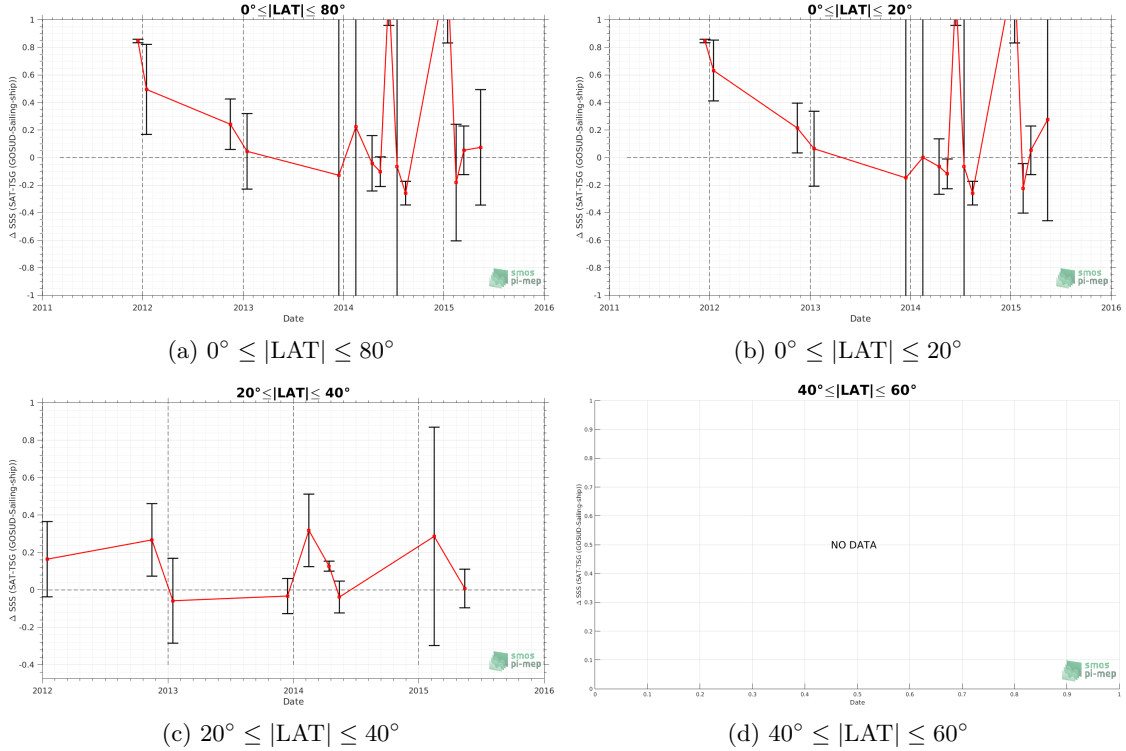 0°≤|LAT|≤ 80°
Δ SSS (SAT-TSG (GOSUD-Sailing-ship))
1
0.8
0.6
0.4
0.2
0
-0.2
-0.4
-0.6
-0.8
-1
2011 2012 2013 2014 2015 2016
Date
smos
pi-mep
(a) 0° ≤ |LAT| ≤ 80°
0°≤|LAT|≤ 20°
Δ SSS (SAT-TSG (GOSUD-Sailing-ship))
1
0.8
0.6
0.4
0.2
0
-0.2
-0.4
-0.6
-0.8
-1
2011 2012 2013 2014 2015 2016
Date
smos
pi-mep
(b) 0° ≤ |LAT| ≤ 20°
20°≤|LAT|≤ 40°
Δ SSS (SAT-TSG (GOSUD-Sailing-ship))
1
0.8
0.6
0.4
0.2
0
-0.2
-0.4
2012 2013 2014 2015 2016
Date
smos
pi-mep
(c) 20° ≤ |LAT| ≤ 40°
40°≤|LAT|≤ 60°
Δ SSS (SAT-TSG (GOSUD-Sailing-ship))
1
0.9
0.8
0.7
0.6
0.5
0.4
0.3
0.2
0.1
0
NO DATA
0 0.1 0.2 0.3 0.4 0.5 0.6 0.7 0.8 0.9 1
Date
smos
pi-mep
(d) 40° ≤ |LAT| ≤ 60°